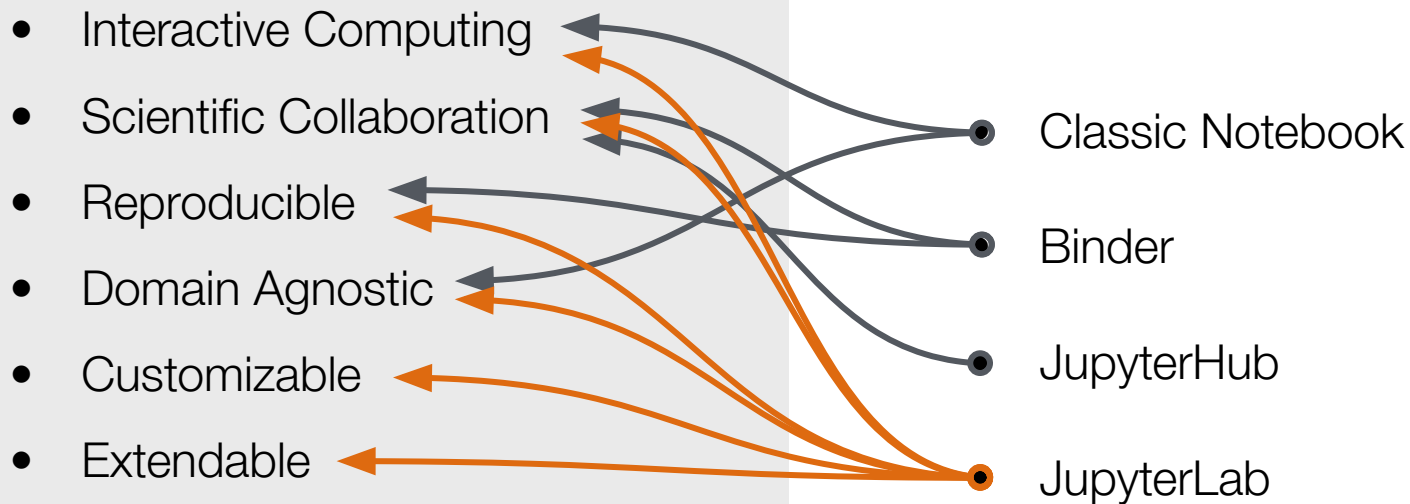 • Interactive Computing
• Scientific Collaboration
• Reproducible
• Domain Agnostic
• Customizable
• Extendable
Classic Notebook
Binder
JupyterHub
JupyterLab